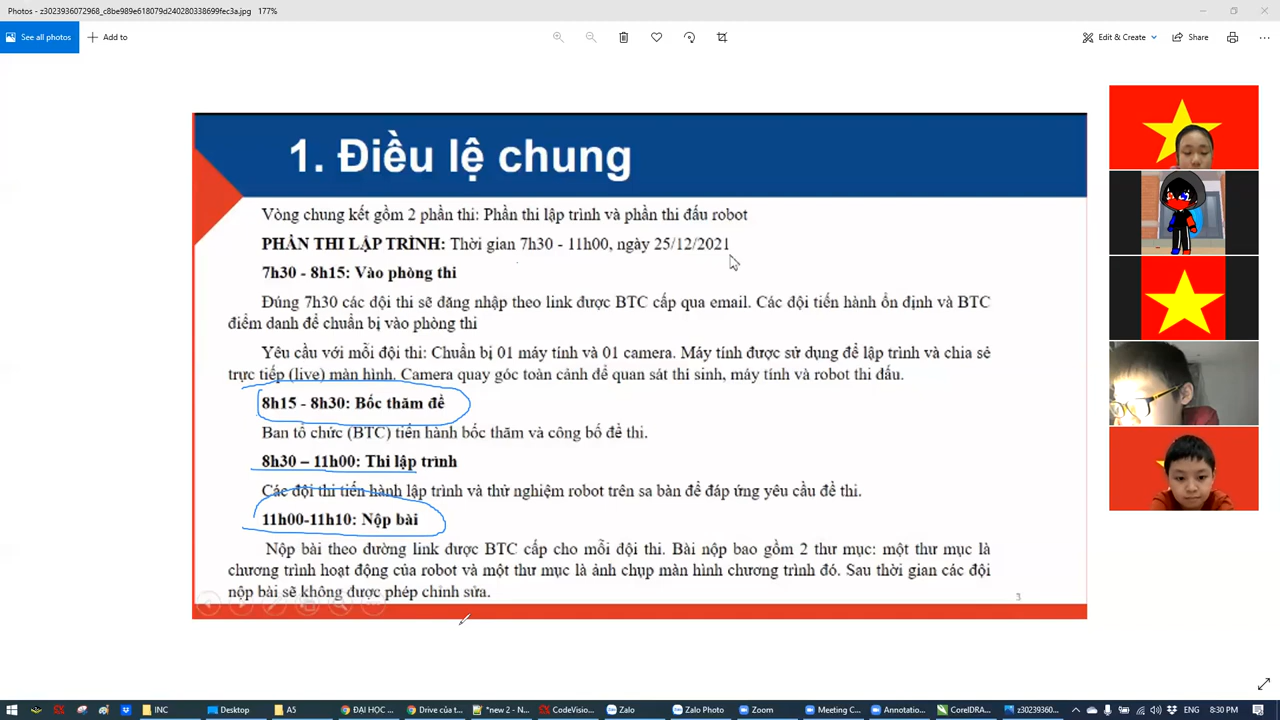 Photos - z3023936072968_c8be989e618079d240280338699fec3a.jpg 177%
See all photos
Add to
Edit & Create
Share
1. Điều lệ chung
Vòng chung kết gồm 2 phần thi: Phần thi lập trình và phần thi đấu robot
PHẦN THI LẬP TRÌNH: Thời gian 7h30 - 11h00, ngày 25/12/2021
7h30 - 8h15: Vào phòng thi
Đúng 7h30 các đội thi sẽ đăng nhập theo link được BTC cấp qua email. Các đội tiến hành ổn định và BTC
điểm danh để chuẩn bị vào phòng thi
Yêu cầu với mỗi đội thi: Chuẩn bị 01 máy tính và 01 camera. Máy tính được sử dụng để lập trình và chia sẻ
trực tiếp (live) màn hình. Camera quay góc toàn cảnh để quan sát thí sinh, máy tính và robot thi đấu.
8h15 - 8h30: Bốc thăm đề
Ban tổ chức (BTC) tiến hành bốc thăm và công bố đề thi.
8h30 – 11h00: Thi lập trình
Các đội thi tiến hành lập trình và thử nghiệm robot trên sa bàn để đáp ứng yêu cầu đề thi.
11h00-11h10: Nộp bài
Nộp bài theo đường link được BTC cấp cho mỗi đội thi. Bài nộp bao gồm 2 thư mục: một thư mục là
chương trình hoạt động của robot và một thư mục là ảnh chụp màn hình chương trình đó. Sau thời gian các đội
nộp bài sẽ không được phép chỉnh sửa.
3
INC
Desktop
A5
ĐẠI HỌC ...
Drive của t...
*new 2 - N...
CodeVision...
Zalo
Zalo Photo
Zoom
Meeting C...
Annotatio...
CorelDRA...
z30239360...
ENG
8:30 PM